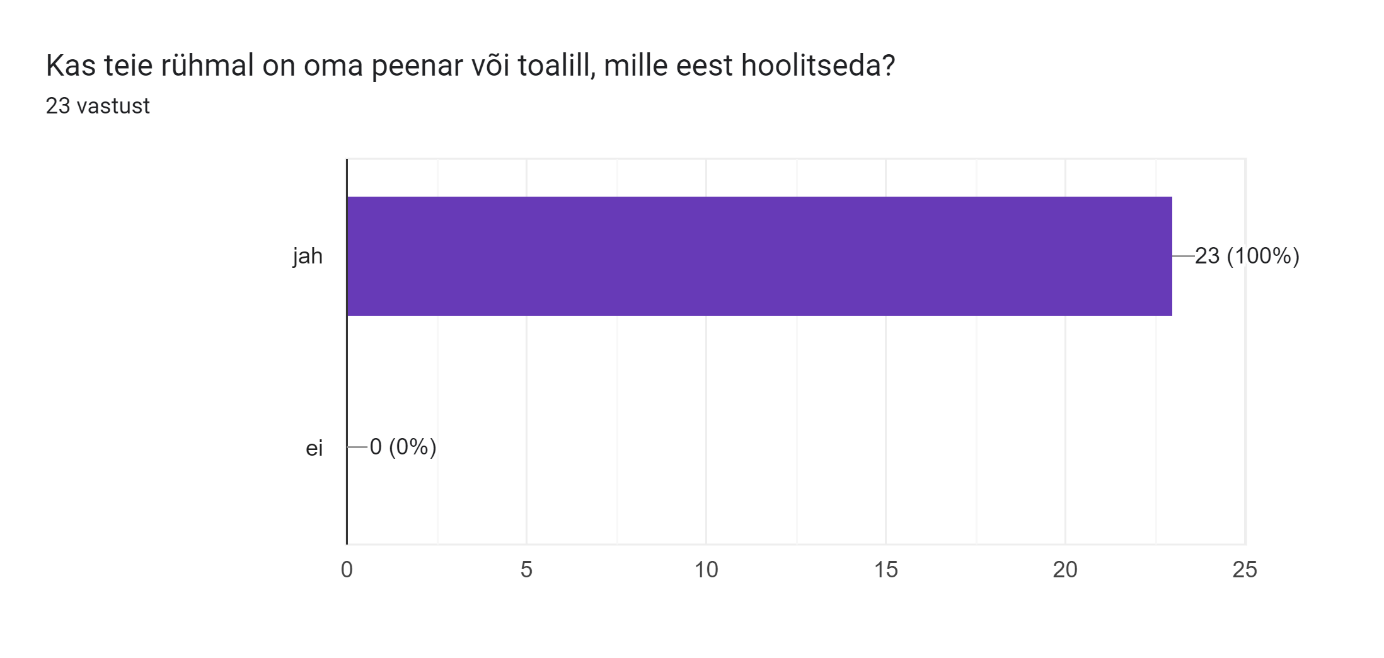 Kas teie rühmal on oma peenar või toalill, mille eest hoolitseda?
23 vastust
jah
23 (100%)
ei
0 (0%)
0 5 10 15 20 25